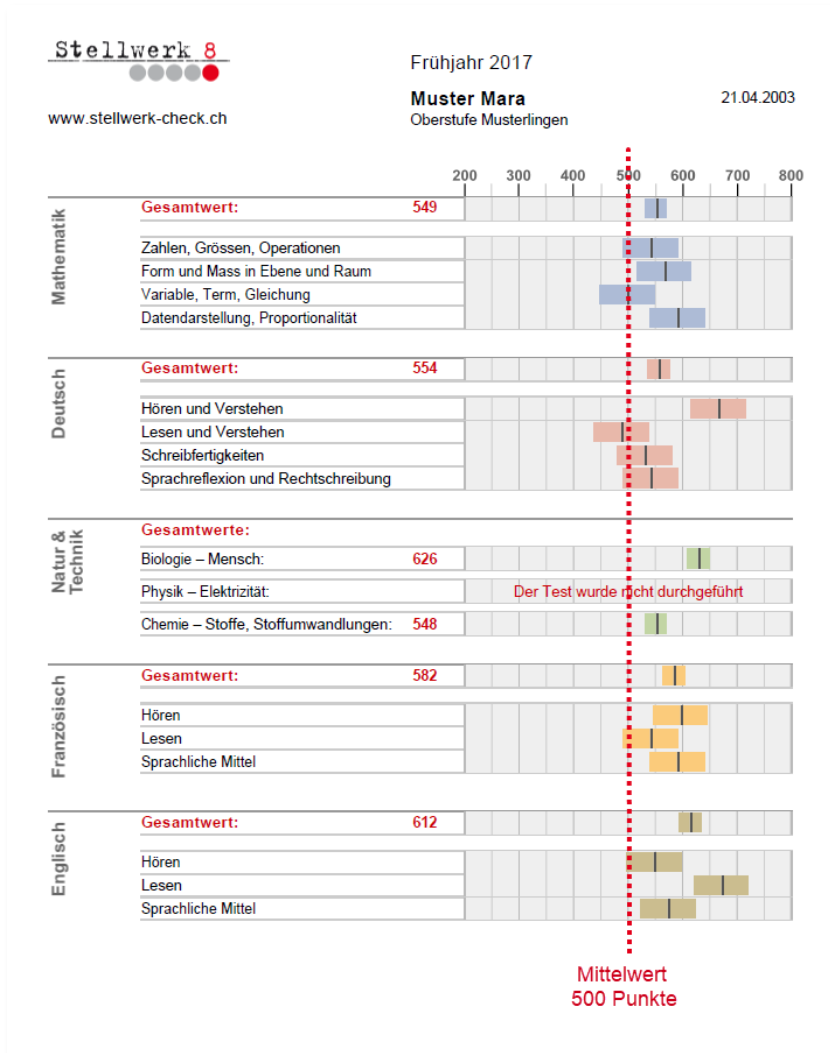 Stellwerk 8
Frühjahr 2017
www.stellwerk-check.ch
Muster Mara
21.04.2003
Oberstufe Musterlingen
200 300 400 500 600 700 800
Mathematik
Gesamtwert: 549
Zahlen, Grössen, Operationen
Form und Mass in Ebene und Raum
Variable, Term, Gleichung
Datendarstellung, Proportionalität
Deutsch
Gesamtwert: 554
Hören und Verstehen
Lesen und Verstehen
Schreibfertigkeiten
Sprachreflexion und Rechtschreibung
Natur &
Technik
Gesamtwerte:
Biologie – Mensch: 626
Physik – Elektrizität: Der Test wurde nicht durchgeführt
Chemie – Stoffe, Stoffumwandlungen: 548
Französisch
Gesamtwert: 582
Hören
Lesen
Sprachliche Mittel
Englisch
Gesamtwert: 612
Hören
Lesen
Sprachliche Mittel
Mittelwert
500 Punkte